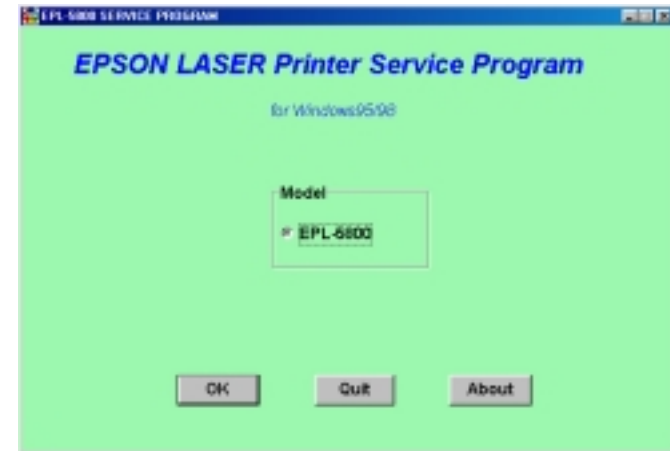 EPL-5800 SERVICE PROGRAM
EPSON LASER Printer Service Program
for Windows95/98
Model
EPL-5800
OK
Quit
About